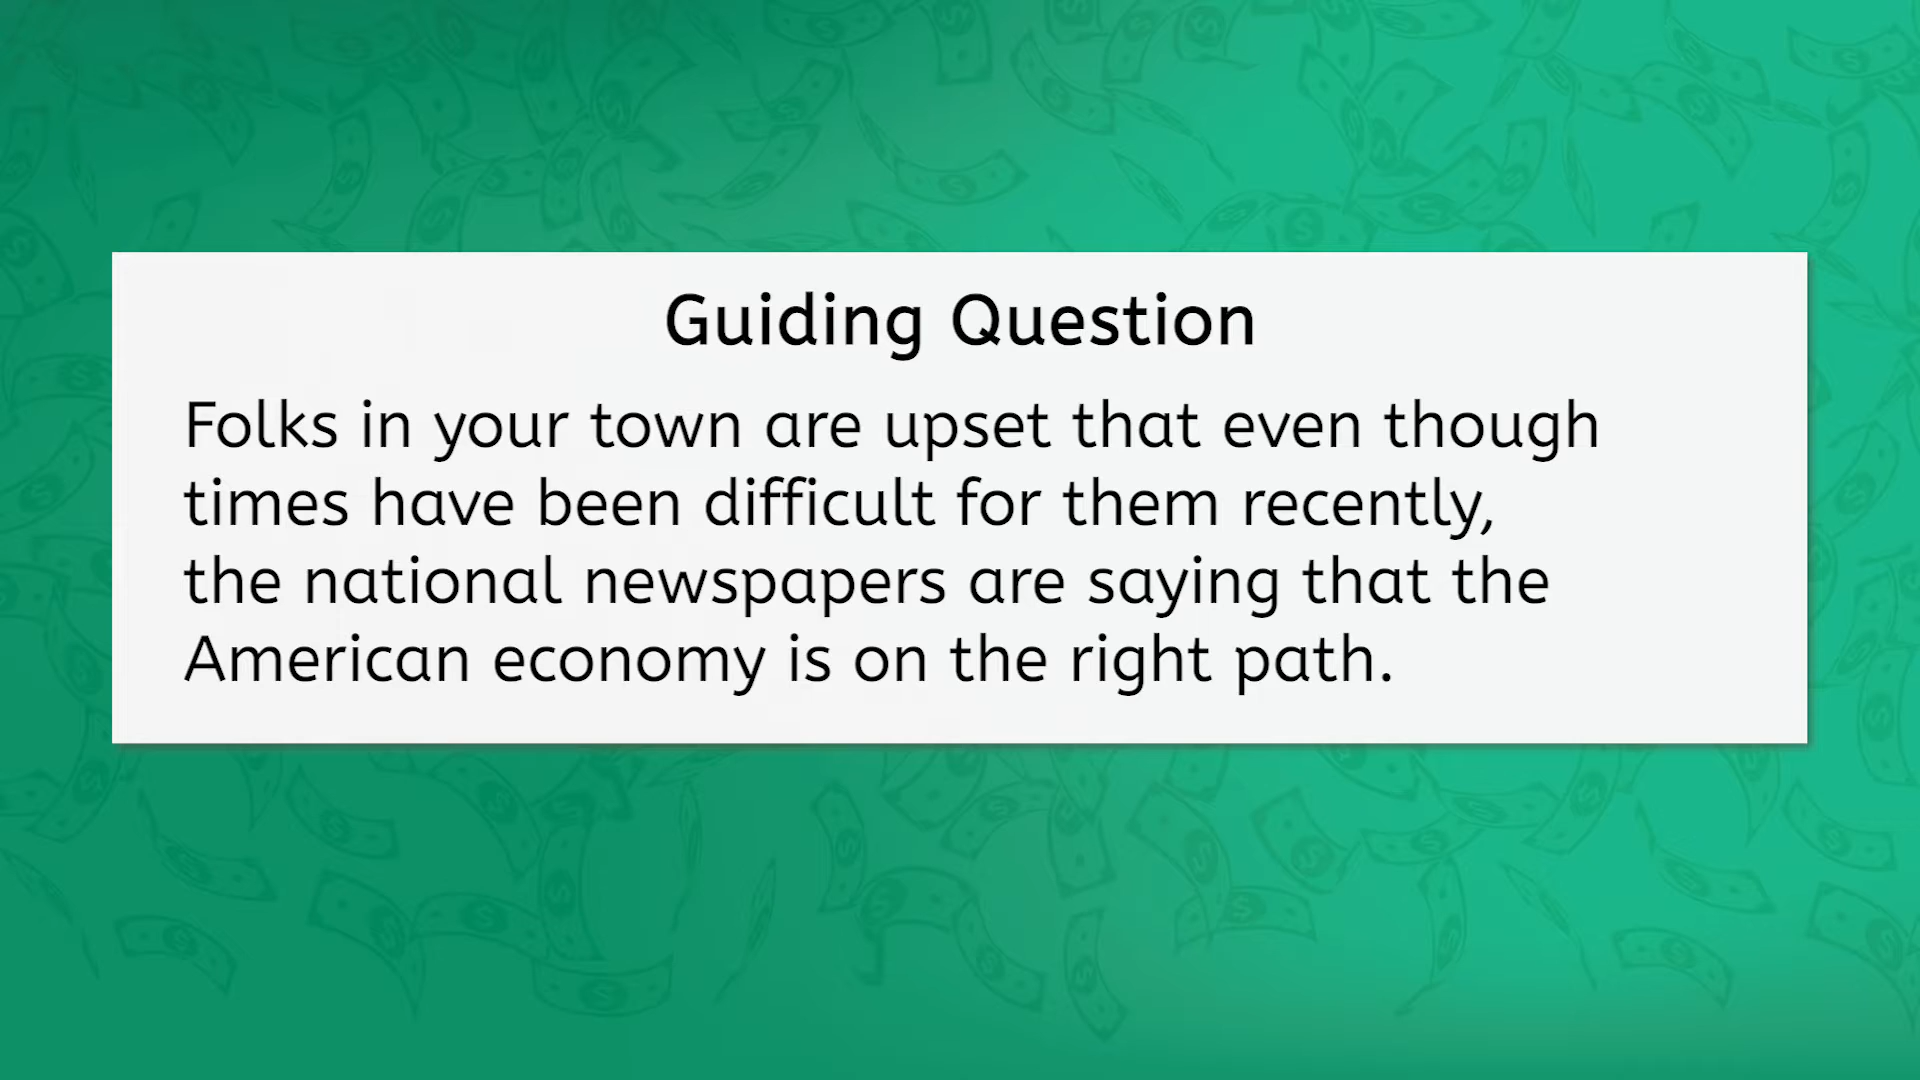 Guiding Question
Folks in your town are upset that even though
times have been difficult for them recently,
the national newspapers are saying that the
American economy is on the right path.